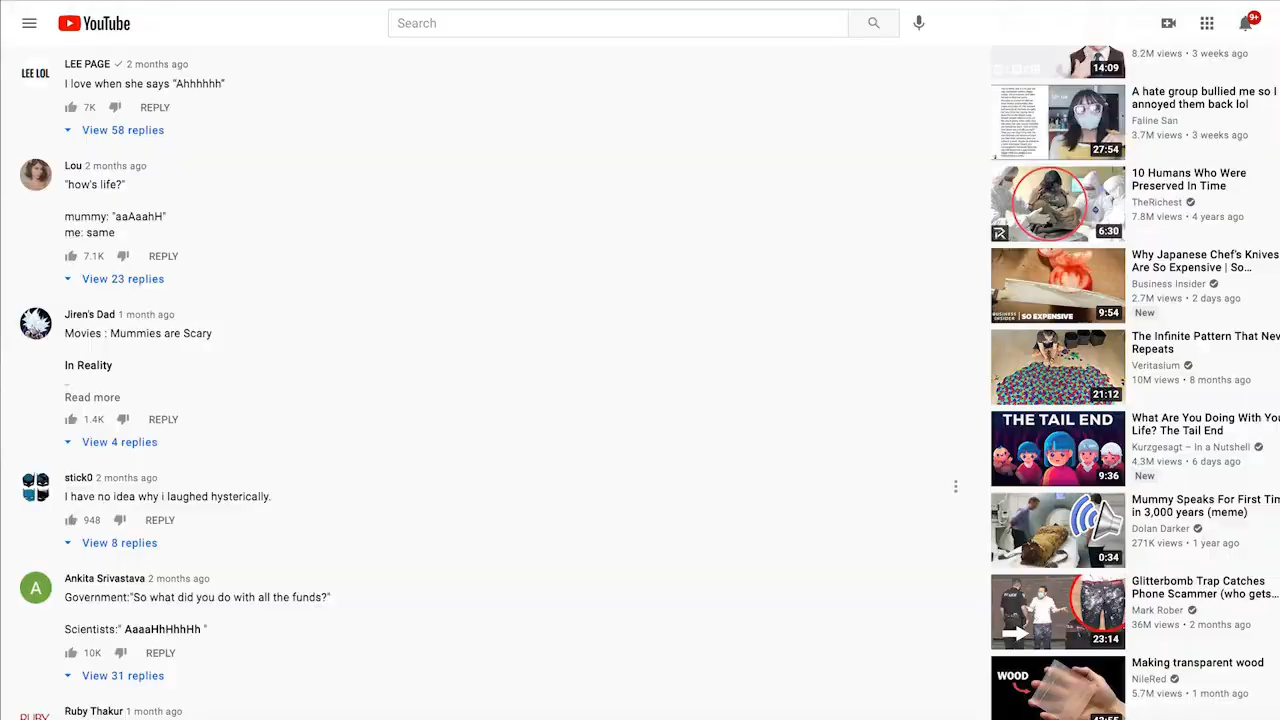 YouTube
Search
9+
LEE LOL
LEE PAGE 2 months ago
I love when she says “Ahhhhh”
7K REPLY
View 58 replies
Lou 2 months ago
"how's life?"
mummy: "aaAaahH"
me: same
7.1K REPLY
View 23 replies
Jiren's Dad 1 month ago
Movies : Mummies are Scary
In Reality
Read more
1.4K REPLY
View 4 replies
stick0 2 months ago
I have no idea why i laughed hysterically.
948 REPLY
View 8 replies
A
Ankita Srivastava 2 months ago
Government:"So what did you do with all the funds?"
Scientists:" AaaaHhHhhHh "
10K REPLY
View 31 replies
RUBY
Ruby Thakur 1 month ago
14:09
8.2M views • 3 weeks ago
27:54
A hate group bullied me so
Faline San
3.7M views • 3 weeks ago
6:30
10 Humans Who Were
Preserved In Time
TheRichest
7.8M views • 4 years ago
BUSINESS INSIDER | SO EXPENSIVE
9:54
Why Japanese Chef's Knives
Are So Expensive | So...
Business Insider
2.7M views • 2 days ago
New
21:12
The Infinite Pattern That Nev
Repeats
Veritasium
10M views • 8 months ago
THE TAIL END
9:36
What Are You Doing With Yo
Life? The Tail End
Kurzgesagt – In a Nutshell
4.3M views • 6 days ago
New
0:34
Mummy Speaks For First Tim
in 3,000 years (meme)
Dolan Darker
271K views • 1 year ago
23:14
Glitterbomb Trap Catches
Phone Scammer (who gets...
Mark Rober
36M views • 2 months ago
WOOD
Making transparent wood
NileRed
5.7M views • 1 month ago